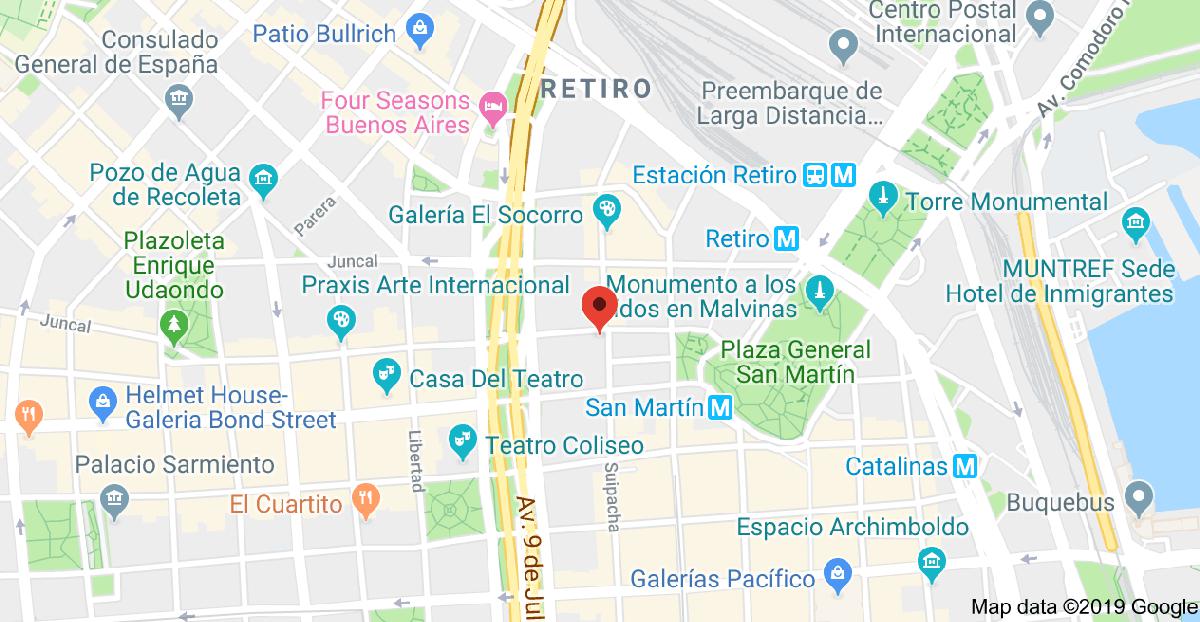 Centro Postal
Internacional
Consulado
General de España
Patio Bullrich
RETIRO
Preembarque de
Larga Distancia...
Av. Comodoro
Four Seasons
Buenos Aires
Pozo de Agua
de Recoleta
Estación Retiro M
Torre Monumental
Galería El Socorro
Parera
Retiro M
Plazoleta
Enrique
Udaondo
Juncal
Praxis Arte Internacional
Monumento a los
ídos en Malvinas
MUNTREF Sede
Hotel de Inmigrantes
Juncal
Plaza General
San Martín
Casa Del Teatro
Helmet House-
Galeria Bond Street
San Martín M
Libertad
Teatro Coliseo
Palacio Sarmiento
Suipacha
Catalinas M
El Cuartito
Buquebus
Av. 9 de Jul
Espacio Archimboldo
Galerías Pacífico
Map data ©2019 Google